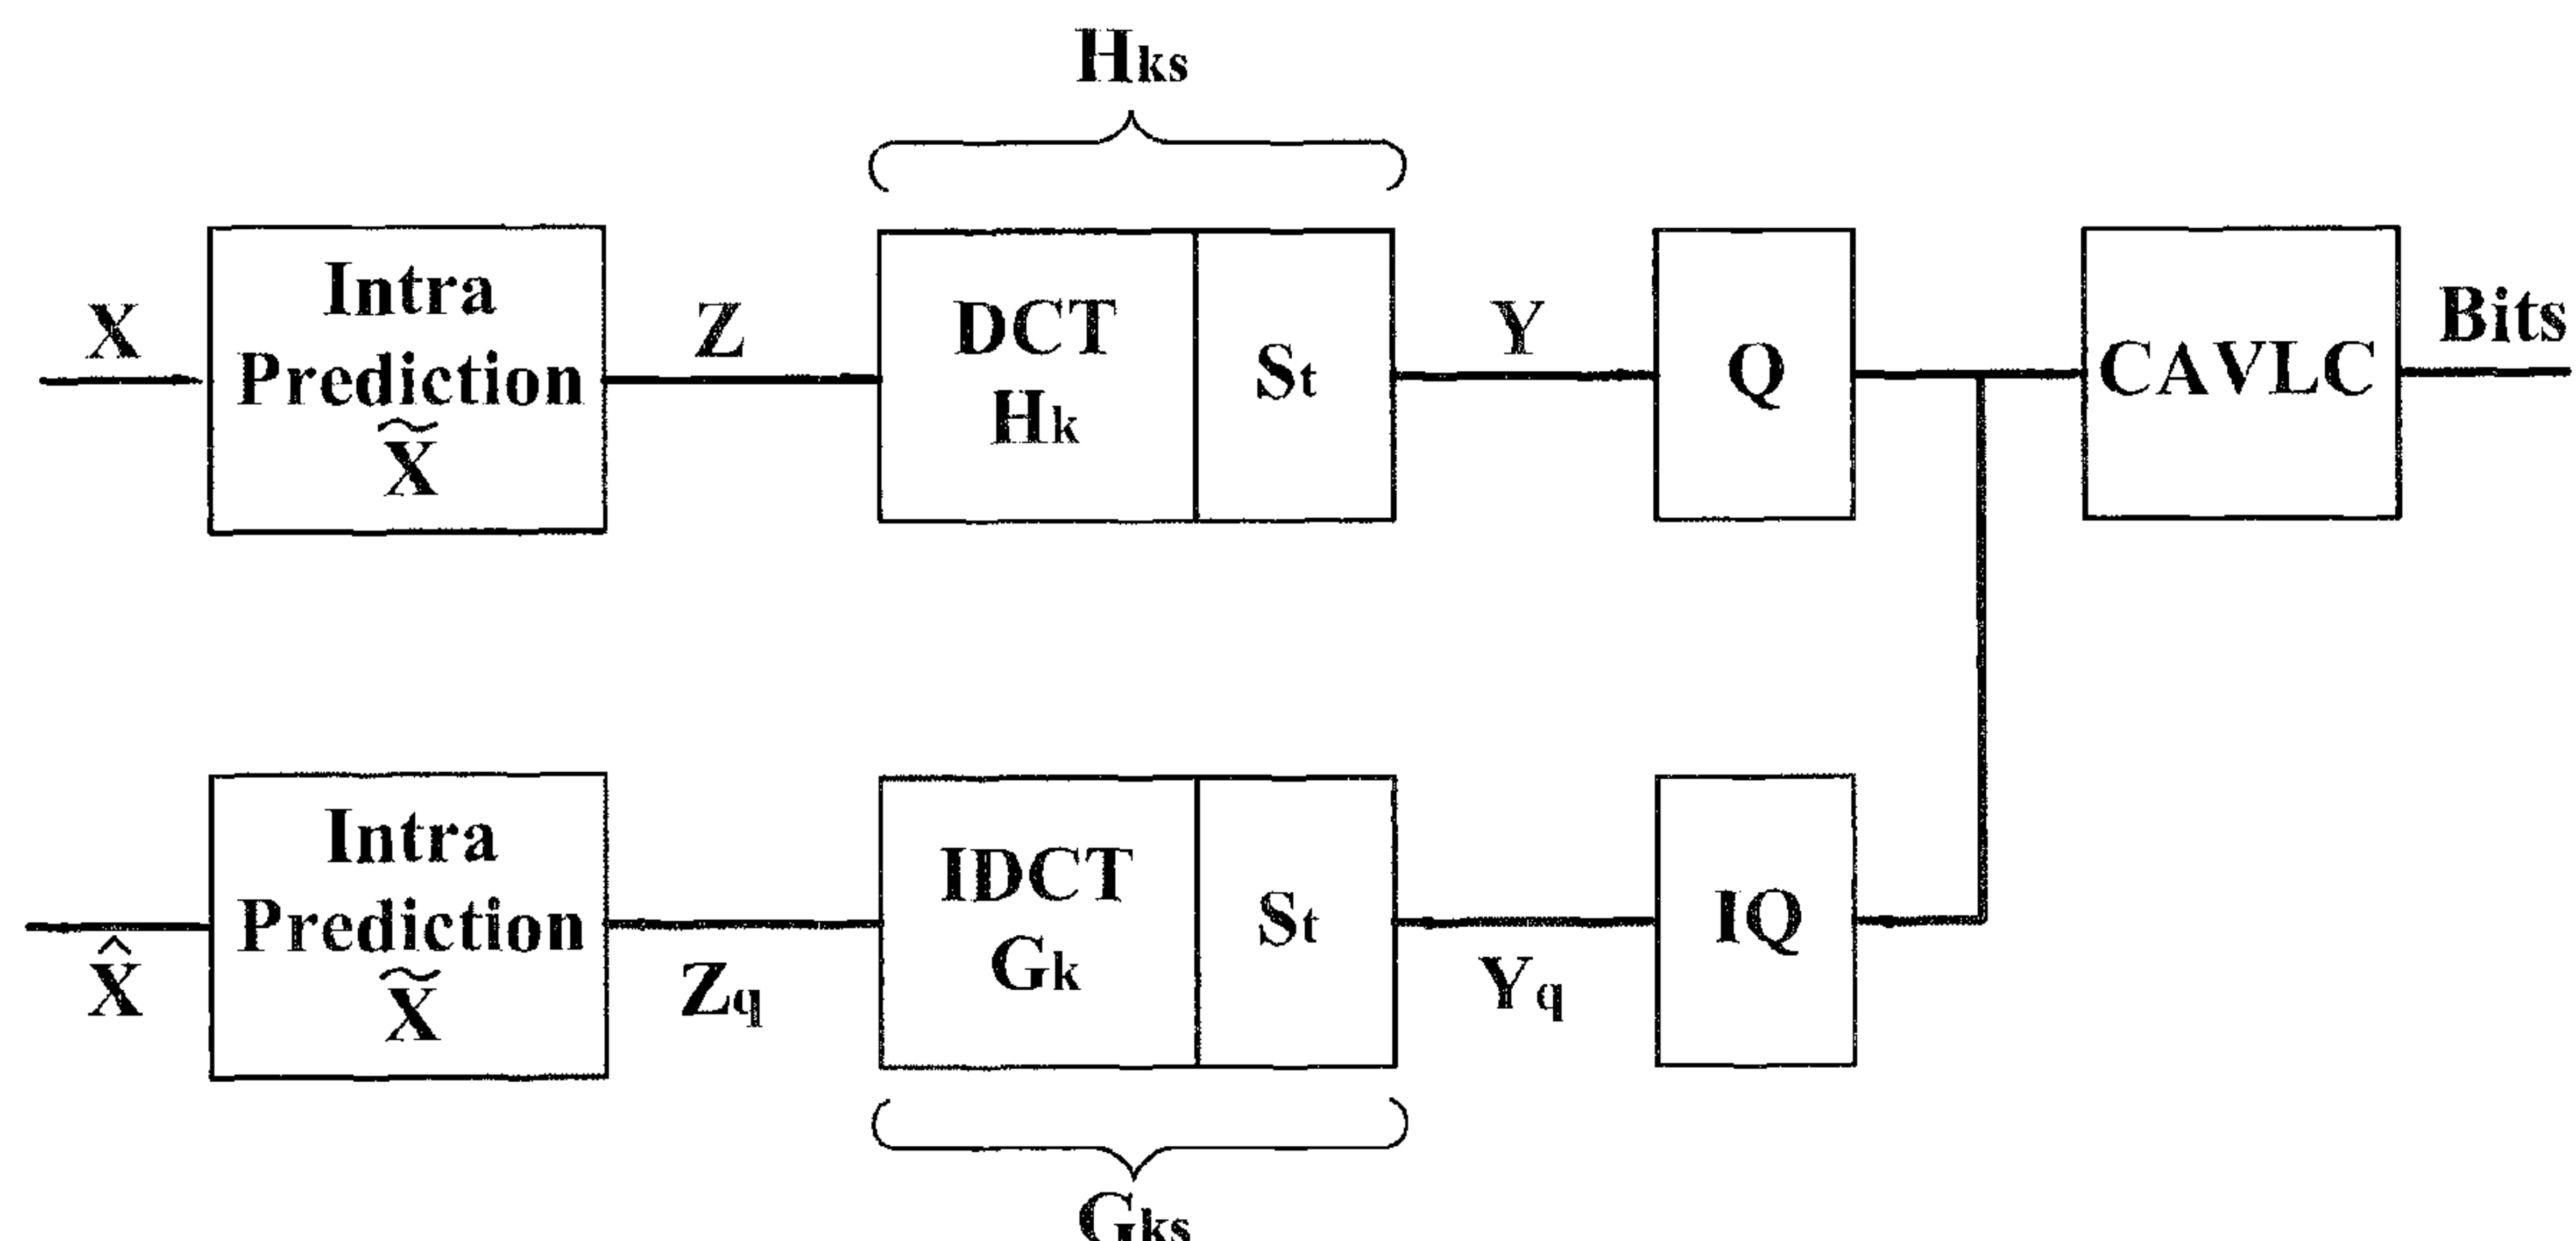 Hks
X
Intra
Prediction
X̃
Z
DCT
Hk
St
Y
Q
CAVLC
Bits
X̂
Intra
Prediction
X̃
Zq
IDCT
Gk
St
Yq
IQ
Gks